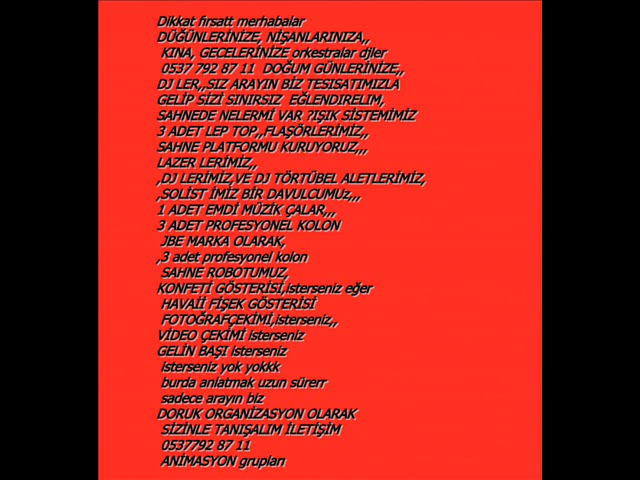 Dikkat fırsatt merhabalar
DÜĞÜNLERİNİZE, NİŞANLARINIZA,,
KINA, GECELERİNİZE orkestralar djler
0537 792 87 11 DOĞUM GÜNLERİNİZE,,
DJ LER,,SIZ ARAYIN BİZ TESISATIMIZLA
GELİP SİZİ SINIRSIZ EĞLENDIRELIM,
SAHNEDE NELERMİ VAR ?IŞIK SİSTEMİMİZ
3 ADET LEP TOP,,FLAŞÖRLERİMİZ,,
SAHNE PLATFORMU KURUYORUZ,,,
LAZER LERİMİZ,,
,DJ LERİMİZ,VE DJ TÖRTÜBEL ALETLERİMİZ,
,SOLİST İMİZ BİR DAVULCUMUz,,,
1 ADET EMDİ MÜZİK ÇALAR,,,
3 ADET PROFESYONEL KOLON
JBE MARKA OLARAK,
,3 adet profesyonel kolon
SAHNE ROBOTUMUZ,
KONFETİ GÖSTERİSİ,isterseniz eğer
HAVAİİ FİŞEK GÖSTERİSİ
FOTOĞRAFÇEKİMİ,isterseniz,,
VİDEO ÇEKİMİ isterseniz
GELİN BAŞI isterseniz
isterseniz yok yokkk
burda anlatmak uzun sürerr
sadece arayın biz
DORUK ORGANİZASYON OLARAK
SİZİNLE TANIŞALIM İLETİŞİM
0537792 87 11
ANİMASYON grupları